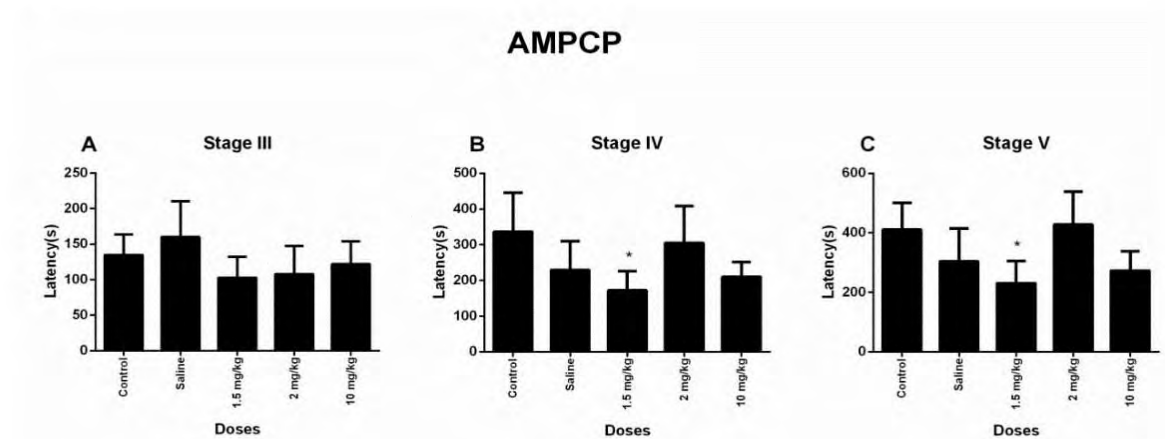 AMPCP
A
Stage III
Latency(s)
250
200
150
100
50
0
Control
Saline
1.5 mg/kg
2 mg/kg
10 mg/kg
Doses
B
Stage IV
Latency(s)
500
400
300
200
100
0
*
Control
Saline
1.5 mg/kg
2 mg/kg
10 mg/kg
Doses
C
Stage V
Latency(s)
600
400
200
0
*
Control
Saline
1.5 mg/kg
2 mg/kg
10 mg/kg
Doses